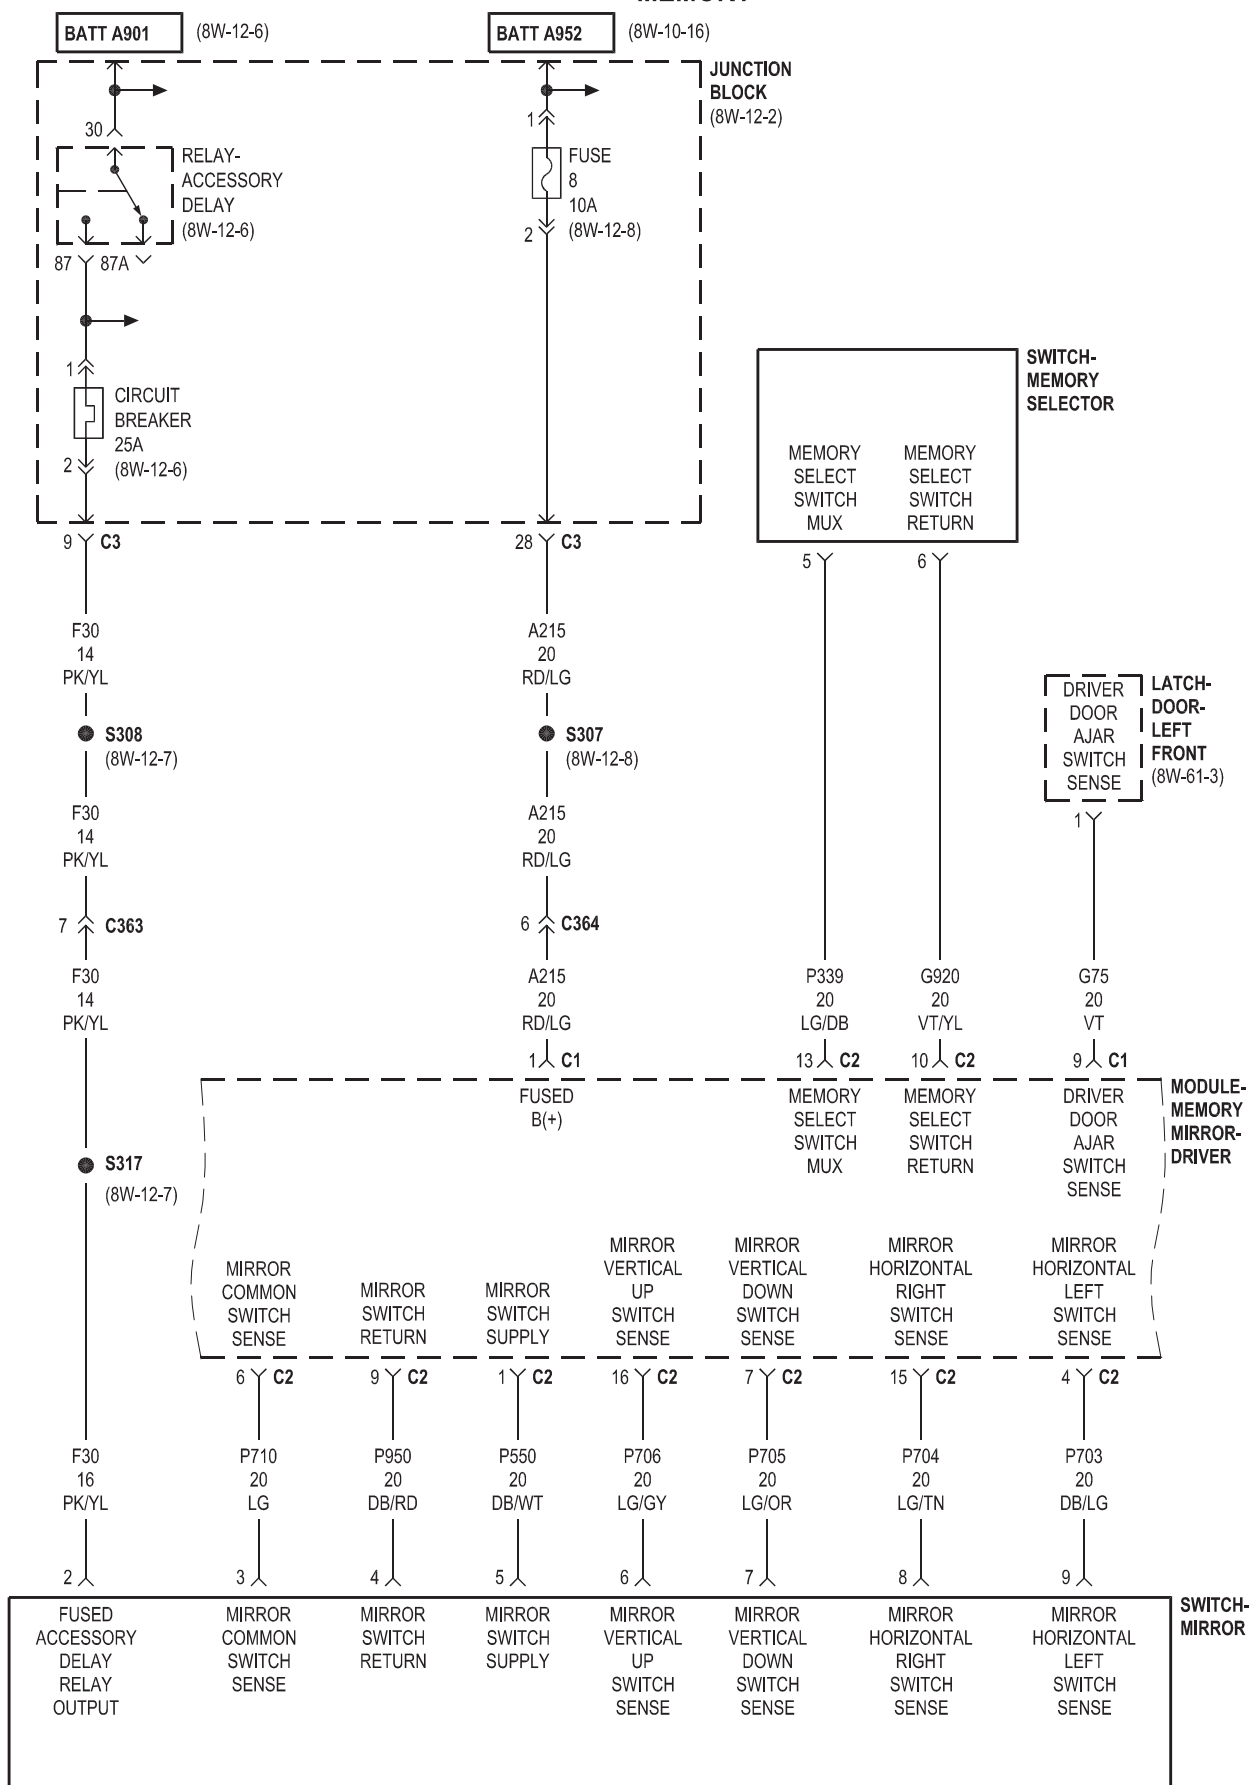 MEMORY
BATT A901 (8W-12-6)
BATT A952 (8W-10-16)
JUNCTION
BLOCK
(8W-12-2)
30
RELAY-
ACCESSORY
DELAY
(8W-12-6)
87 87A
1
FUSE
8
10A
(8W-12-8)
2
1
CIRCUIT
BREAKER
25A
(8W-12-6)
2
SWITCH-
MEMORY
SELECTOR
MEMORY
SELECT
SWITCH
MUX
MEMORY
SELECT
SWITCH
RETURN
9 C3
28 C3
5
6
F30
14
PK/YL
A215
20
RD/LG
S308
(8W-12-7)
S307
(8W-12-8)
DRIVER
DOOR
AJAR
SWITCH
SENSE
LATCH-
DOOR-
LEFT
FRONT
(8W-61-3)
1
F30
14
PK/YL
A215
20
RD/LG
7 C363
6 C364
F30
14
PK/YL
A215
20
RD/LG
P339
20
LG/DB
G920
20
VT/YL
G75
20
VT
1 C1
13 C2
10 C2
9 C1
FUSED
B(+)
MEMORY
SELECT
SWITCH
MUX
MEMORY
SELECT
SWITCH
RETURN
DRIVER
DOOR
AJAR
SWITCH
SENSE
MODULE-
MEMORY
MIRROR-
DRIVER
S317
(8W-12-7)
MIRROR
COMMON
SWITCH
SENSE
MIRROR
SWITCH
RETURN
MIRROR
SWITCH
SUPPLY
MIRROR
VERTICAL
UP
SWITCH
SENSE
MIRROR
VERTICAL
DOWN
SWITCH
SENSE
MIRROR
HORIZONTAL
RIGHT
SWITCH
SENSE
MIRROR
HORIZONTAL
LEFT
SWITCH
SENSE
6 C2
9 C2
1 C2
16 C2
7 C2
15 C2
4 C2
F30
16
PK/YL
P710
20
LG
P950
20
DB/RD
P550
20
DB/WT
P706
20
LG/GY
P705
20
LG/OR
P704
20
LG/TN
P703
20
DB/LG
2
3
4
5
6
7
8
9
FUSED
ACCESSORY
DELAY
RELAY
OUTPUT
MIRROR
COMMON
SWITCH
SENSE
MIRROR
SWITCH
RETURN
MIRROR
SWITCH
SUPPLY
MIRROR
VERTICAL
UP
SWITCH
SENSE
MIRROR
VERTICAL
DOWN
SWITCH
SENSE
MIRROR
HORIZONTAL
RIGHT
SWITCH
SENSE
MIRROR
HORIZONTAL
LEFT
SWITCH
SENSE
SWITCH-
MIRROR